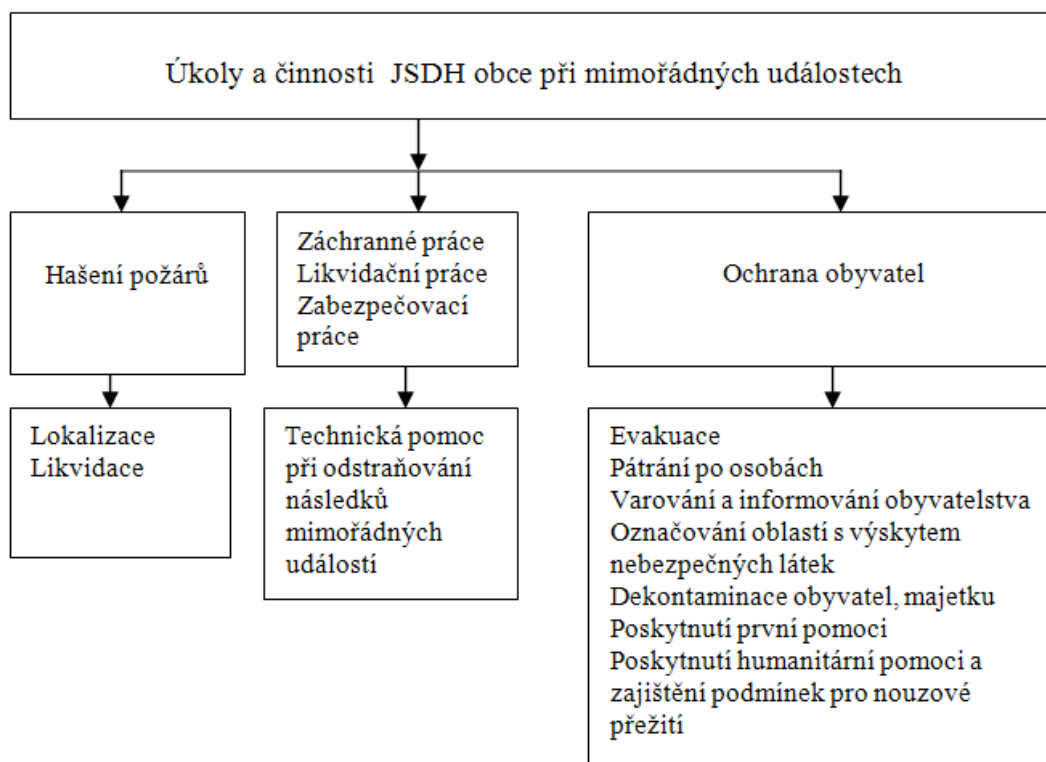 Úkoly a činnosti JSDH obce při mimořádných událostech
Hašení požárů
Záchranné práce
Likvidační práce
Zabezpečovací
práce
Ochrana obyvatel
Lokalizace
Likvidace
Technická pomoc
při odstraňování
následků
mimořádných
událostí
Evakuace
Pátrání po osobách
Varování a informování obyvatelstva
Označování oblastí s výskytem
nebezpečných látek
Dekontaminace obyvatel, majetku
Poskytnutí první pomoci
Poskytnutí humanitární pomoci a
zajištění podmínek pro nouzové
přežití